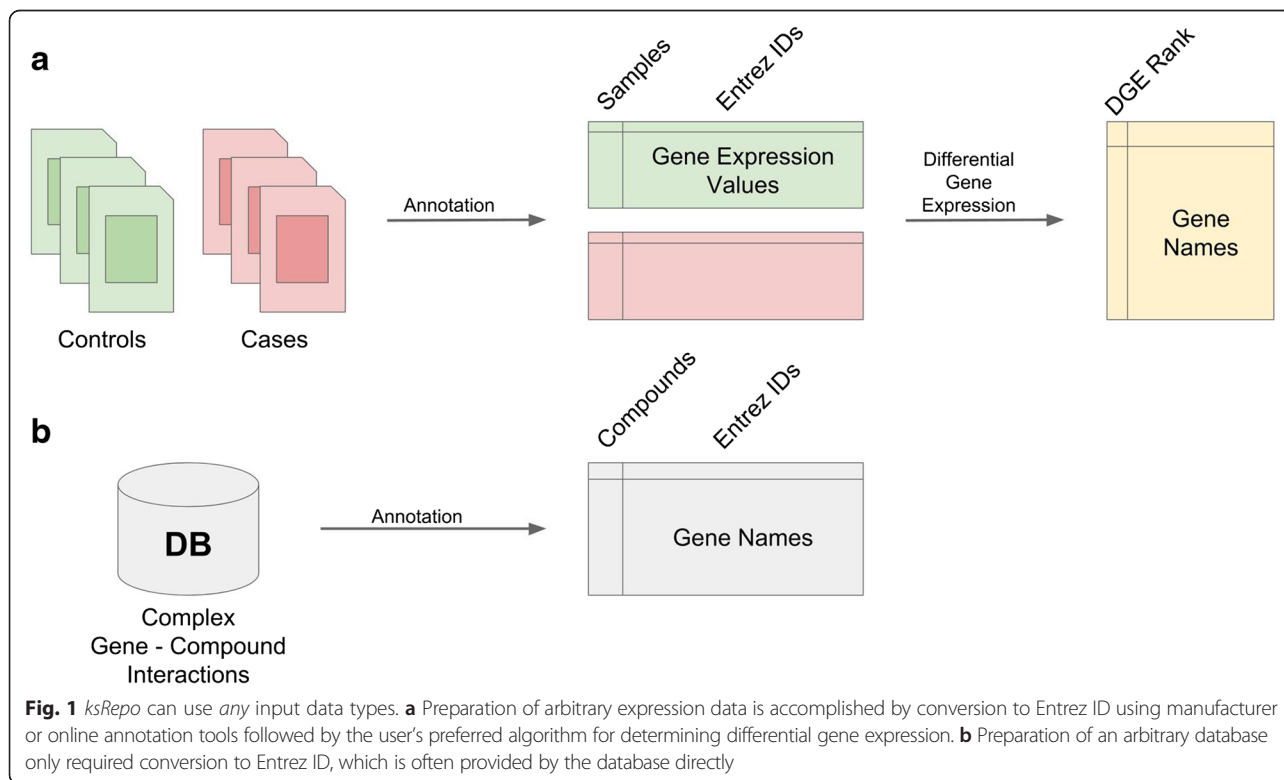 a
Samples
Entrez IDs
DGE Rank
Gene Expression
Values
Differential
Gene
Expression
Annotation
Gene
Names
Controls
Cases
b
Compounds
Entrez IDs
Annotation
DB
Gene Names
Complex
Gene - Compound
Interactions
Fig. 1 ksRepo can use any input data types. a Preparation of arbitrary expression data is accomplished by conversion to Entrez ID using manufacturer
or online annotation tools followed by the user's preferred algorithm for determining differential gene expression. b Preparation of an arbitrary database
only required conversion to Entrez ID, which is often provided by the database directly